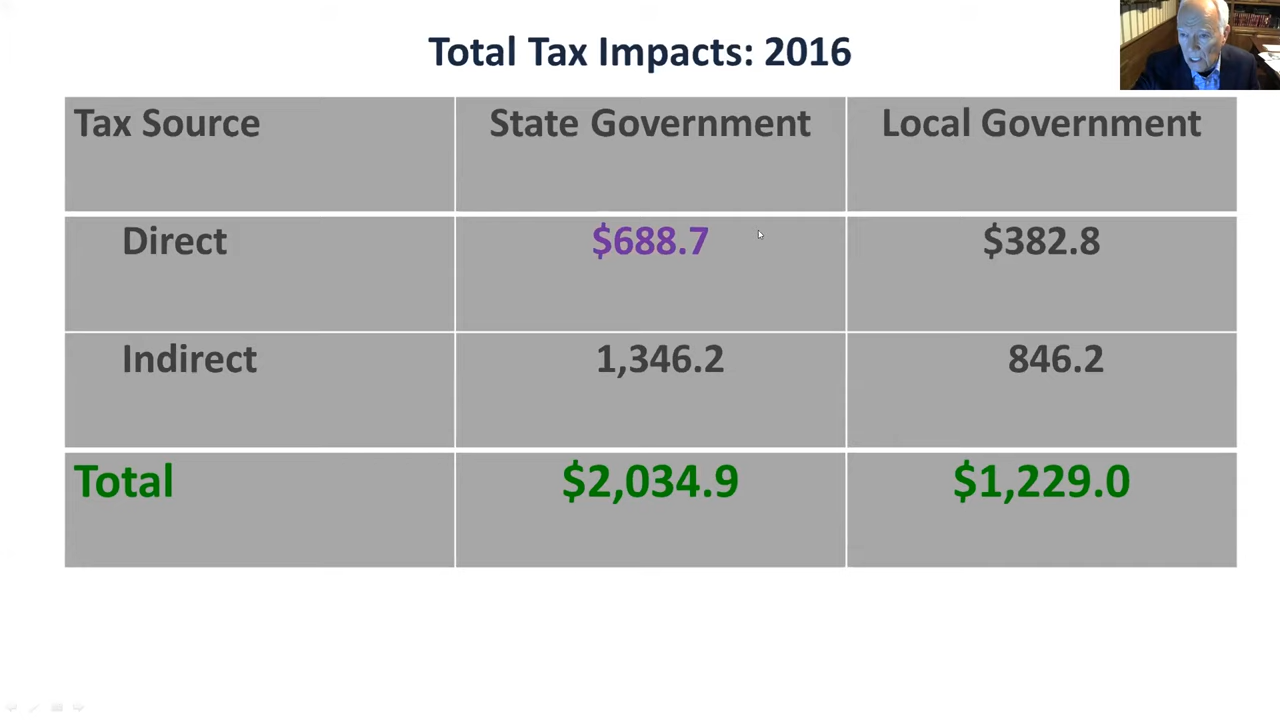 Total Tax Impacts: 2016
Tax Source State Government Local Government
Direct $688.7 $382.8
Indirect 1,346.2 846.2
Total $2,034.9 $1,229.0